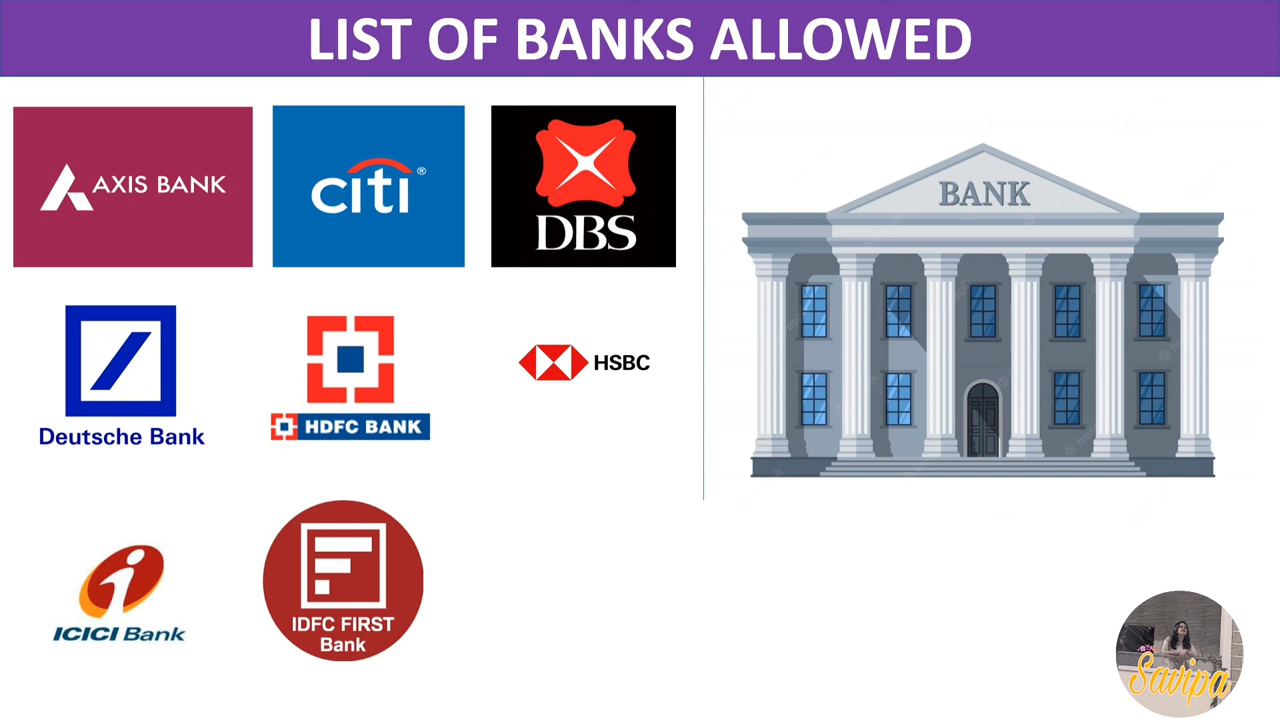 LIST OF BANKS ALLOWED
AXIS BANK
citi®
DBS
Deutsche Bank
HDFC BANK
HSBC
ICICI Bank
IDFC FIRST
Bank
BANK
Savipa